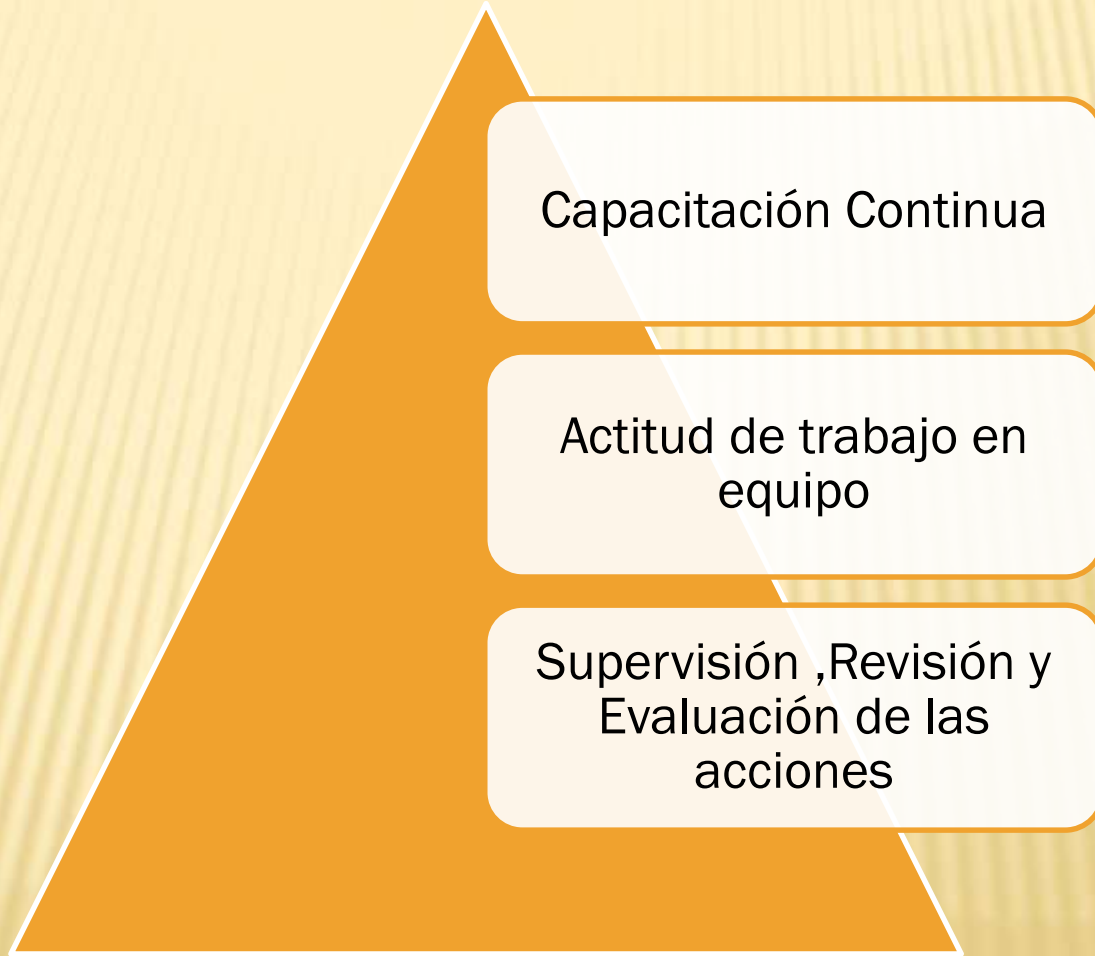 Capacitación Continua
Actitud de trabajo en
equipo
Supervisión ,Revisión y
Evaluación de las
acciones